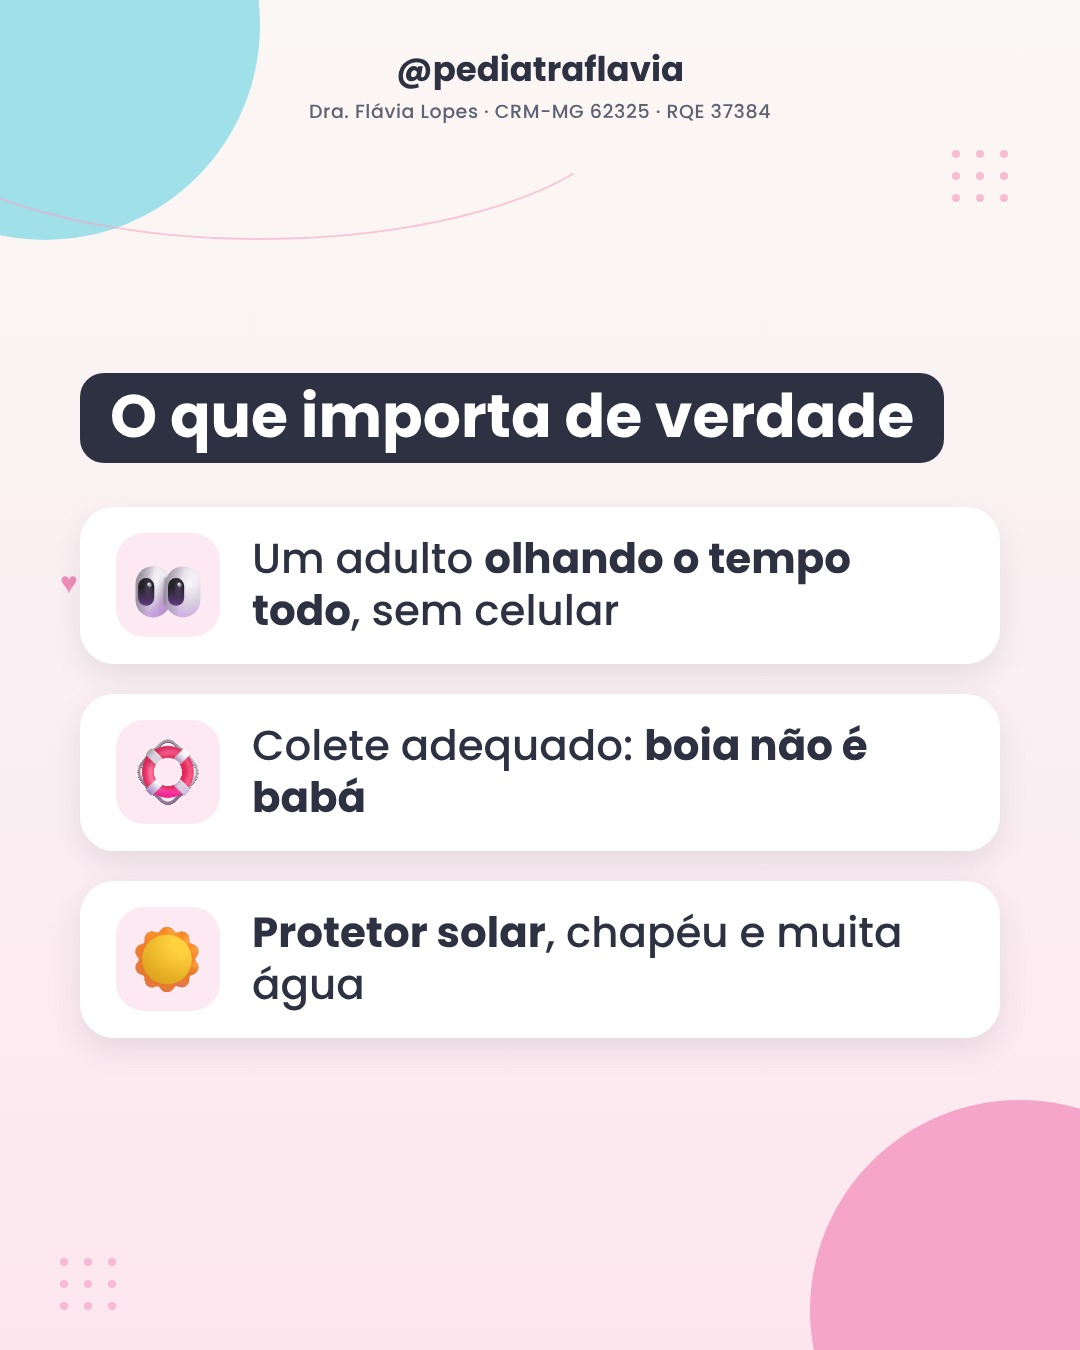 @pediatraflavia
Dra. Flávia Lopes · CRM-MG 62325 · RQE 37384
O que importa de verdade
Um adulto olhando o tempo
todo, sem celular
Colete adequado: boia não é
babá
Protetor solar, chapéu e muita
água